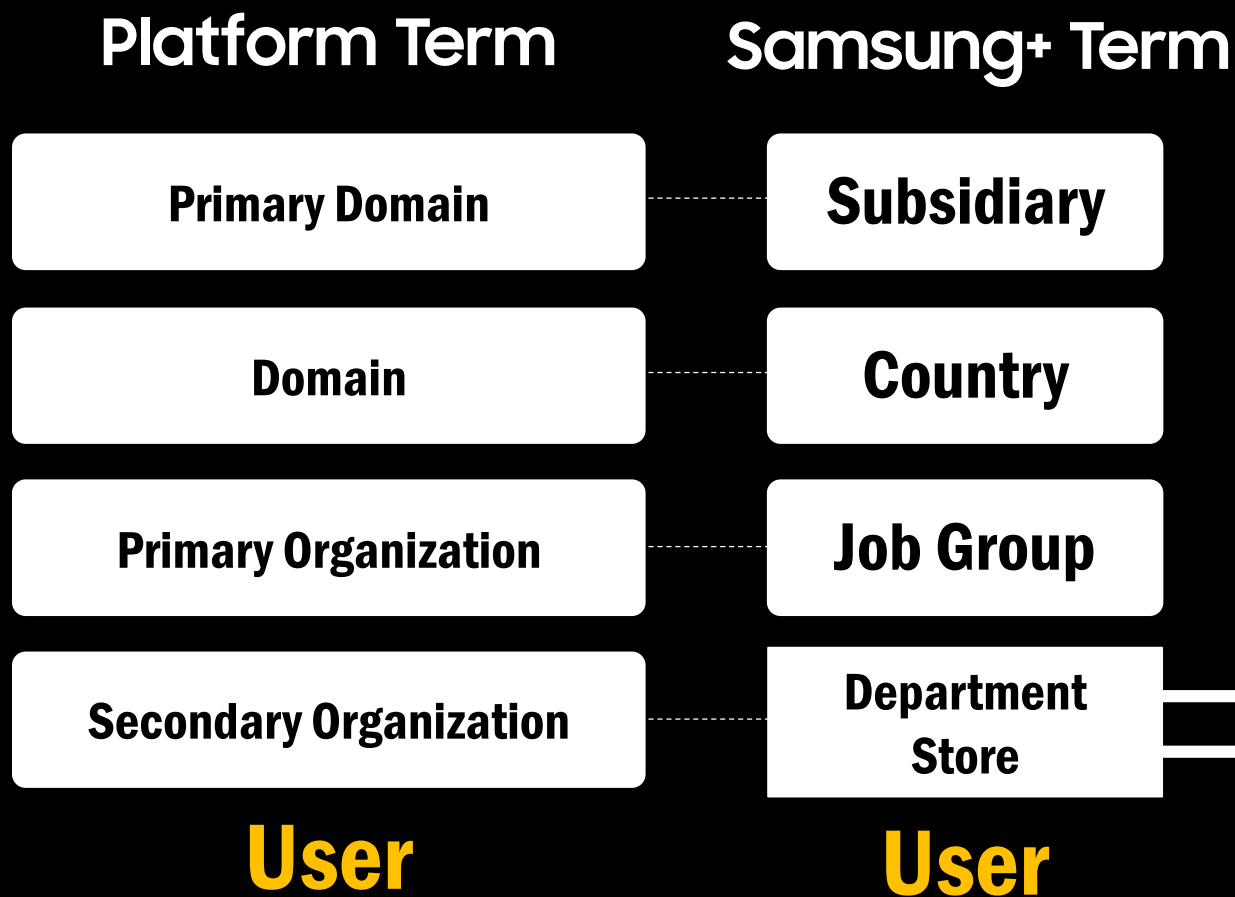 Platform Term
Samsung+ Term
Primary Domain
Subsidiary
Domain
Country
Primary Organization
Job Group
Secondary Organization
Department
Store
User
User